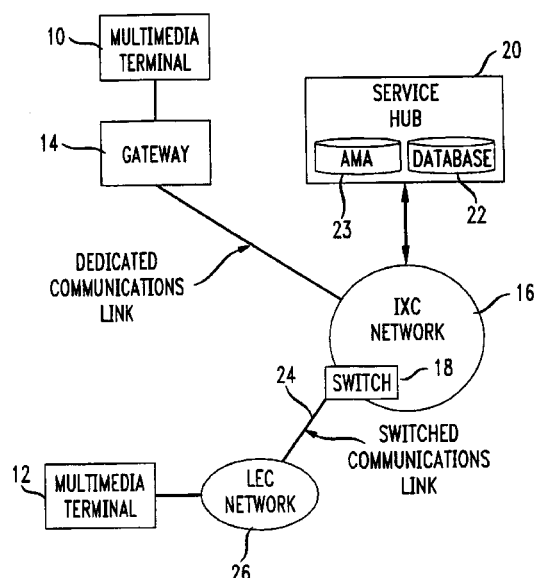 10
MULTIMEDIA
TERMINAL
14
GATEWAY
20
SERVICE
HUB
AMA
DATABASE
23
22
DEDICATED
COMMUNICATIONS
LINK
IXC
NETWORK
16
SWITCH
18
24
SWITCHED
COMMUNICATIONS
LINK
12
MULTIMEDIA
TERMINAL
LEC
NETWORK
26